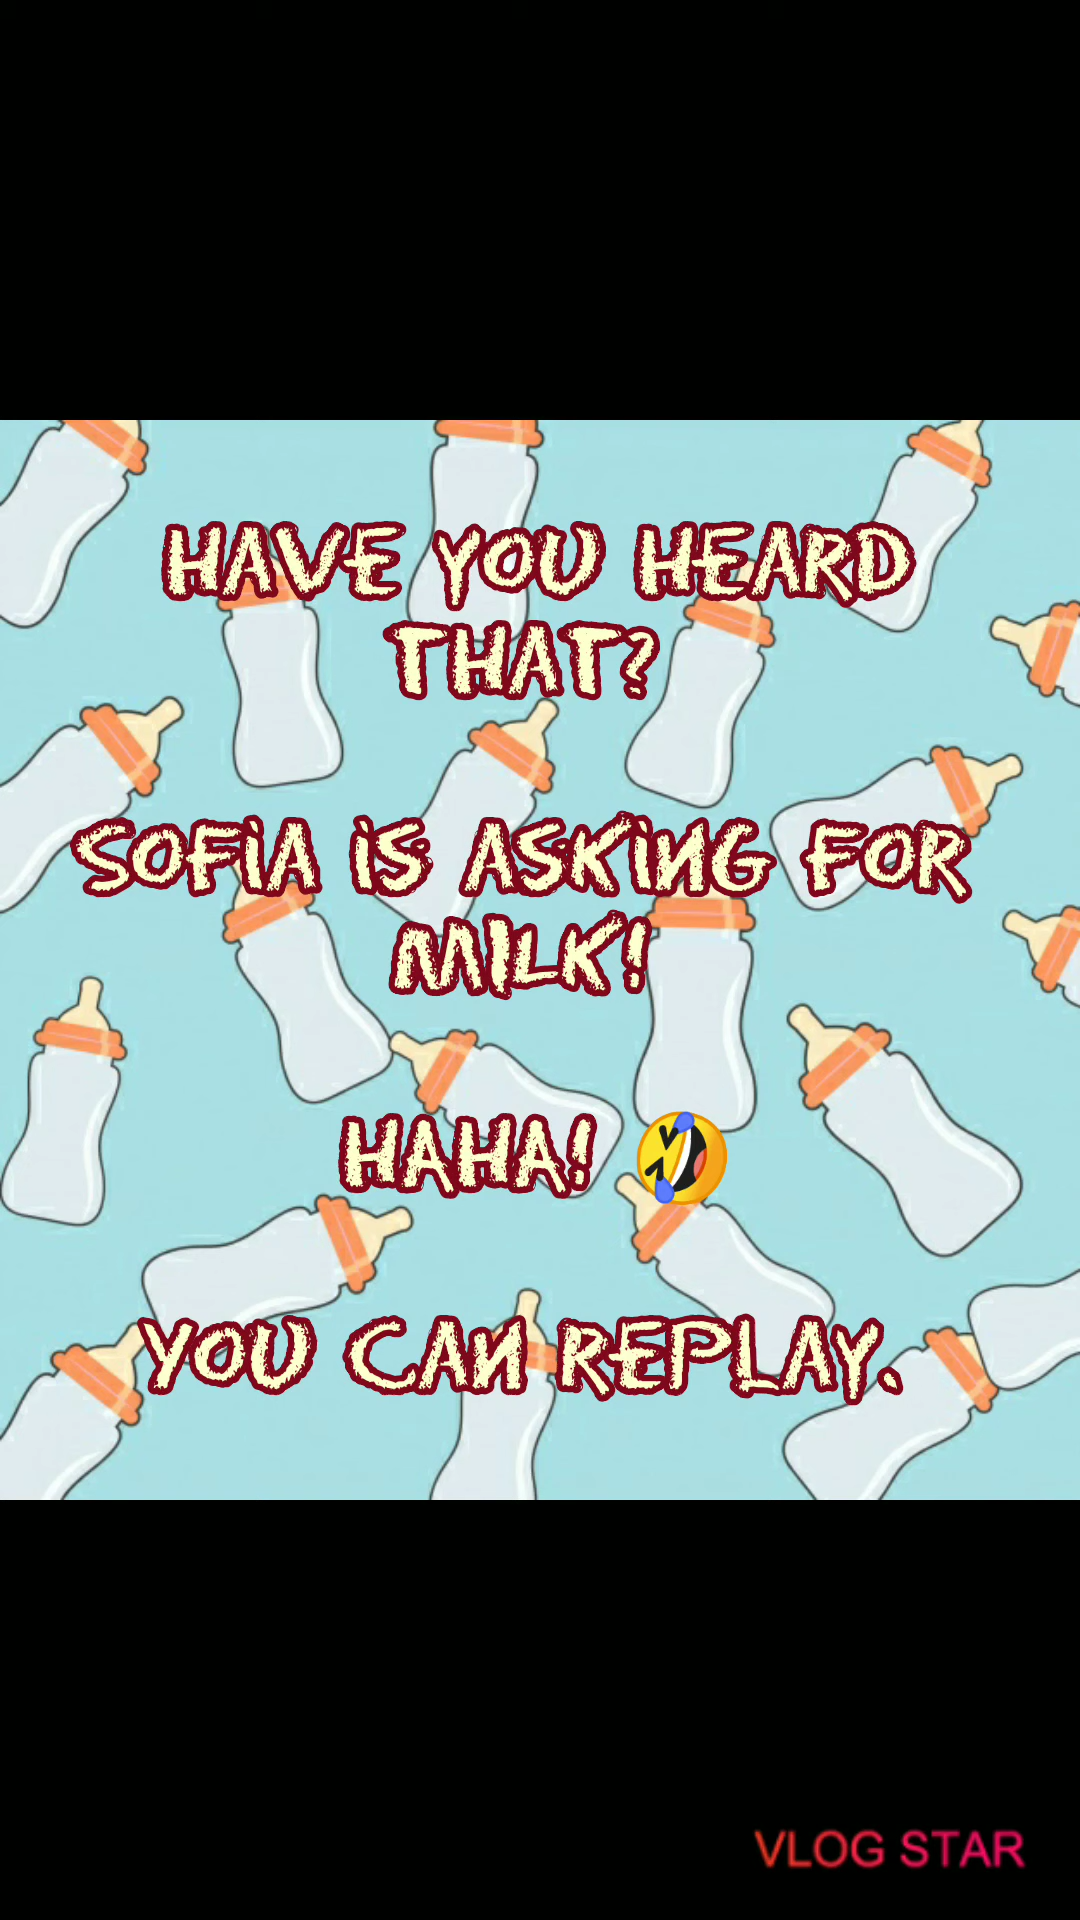 HAVE YOU HEARD
THAT?
SOFIA IS ASKING FOR
MILK!
HAHA! 🤣
YOU CAN REPLAY.
VLOG STAR